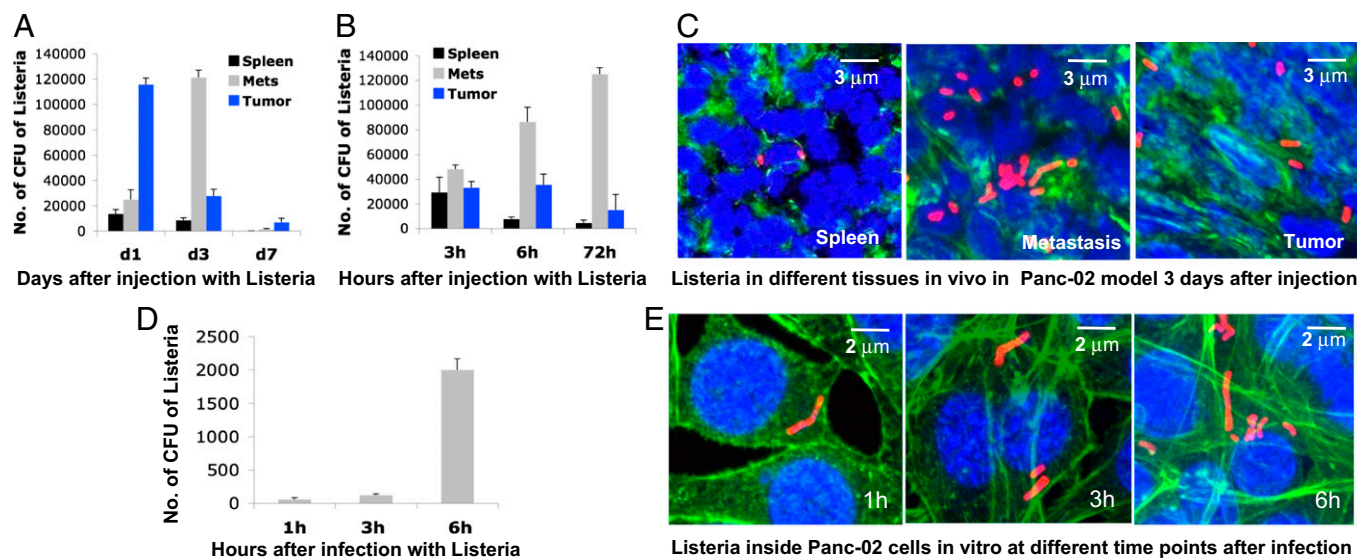 A
No. of CFU of Listeria
140000
120000
100000
80000
60000
40000
20000
0
Spleen
Mets
Tumor
d1 d3 d7
Days after injection with Listeria
B
No. of CFU of Listeria
140000
120000
100000
80000
60000
40000
20000
0
Spleen
Mets
Tumor
3h 6h 72h
Hours after injection with Listeria
C
3 μm
Spleen
3 μm
Metastasis
3 μm
Tumor
Listeria in different tissues in vivo in Panc-02 model 3 days after injection
D
No. of CFU of Listeria
2500
2000
1500
1000
500
0
1h 3h 6h
Hours after infection with Listeria
E
2 μm
1h
2 μm
3h
2 μm
6h
Listeria inside Panc-02 cells in vitro at different time points after infection